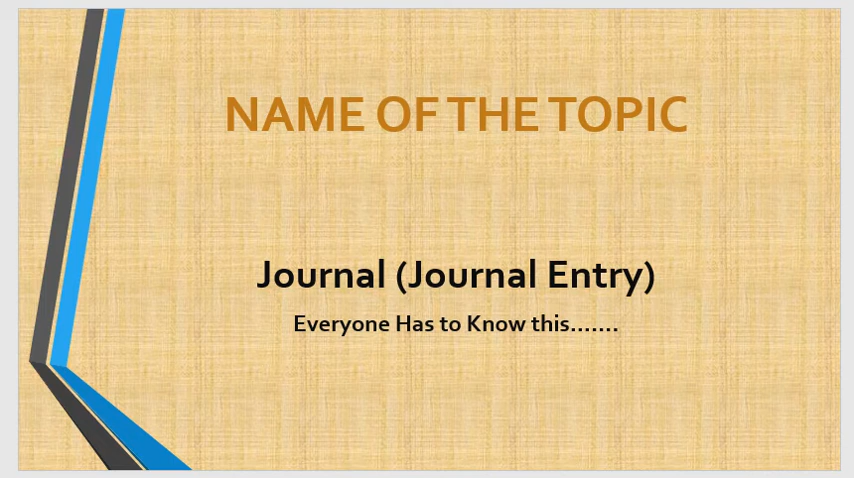 NAME OF THE TOPIC
Journal (Journal Entry)
Everyone Has to Know this.......